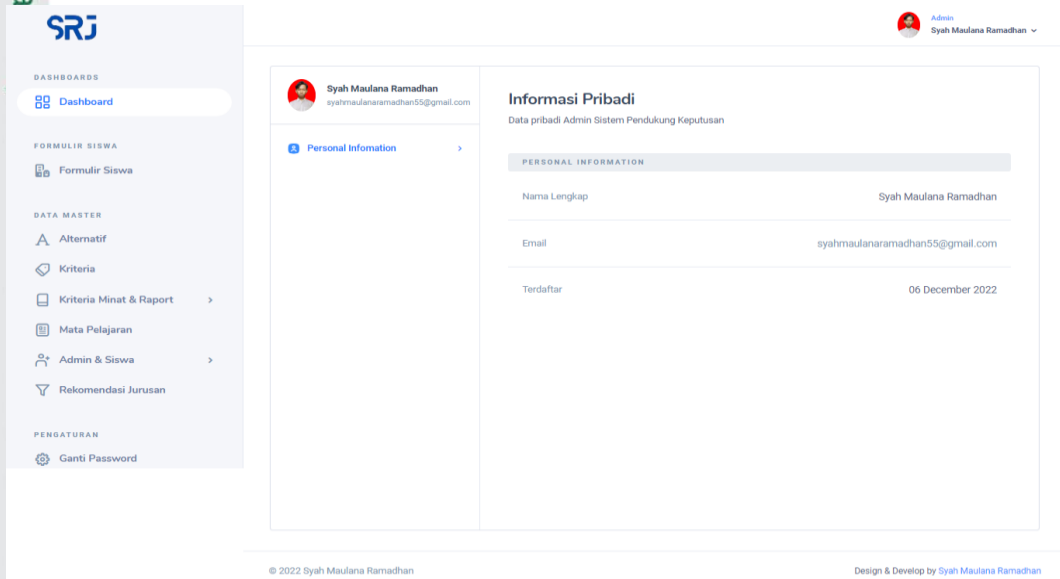 SRJ
Admin
Syah Maulana Ramadhan
DASHBOARDS
Dashboard
FORMULIR SISWA
Formulir Siswa
DATA MASTER
Alternatif
Kriteria
Kriteria Minat & Raport
Mata Pelajaran
Admin & Siswa
Rekomendasi Jurusan
PENGATURAN
Ganti Password
Syah Maulana Ramadhan
syahmaulanaramadhan55@gmail.com
Personal Infomation
Informasi Pribadi
Data pribadi Admin Sistem Pendukung Keputusan
PERSONAL INFORMATION
Nama Lengkap Syah Maulana Ramadhan
Email syahmaulanaramadhan55@gmail.com
Terdaftar 06 December 2022
© 2022 Syah Maulana Ramadhan
Design & Develop by Syah Maulana Ramadhan